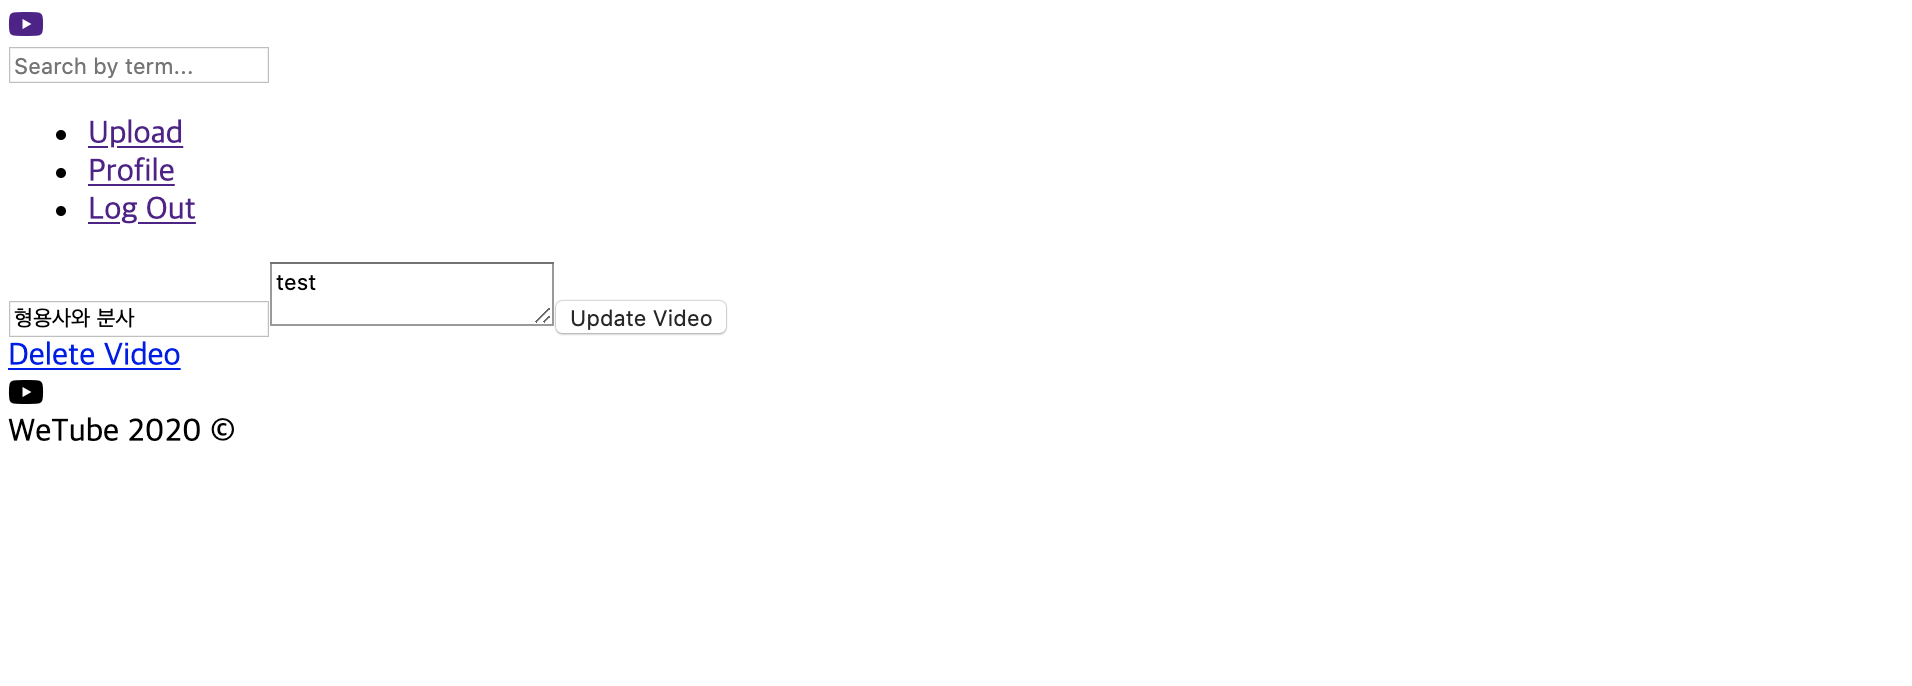 Search by term...
Upload
Profile
Log Out
test
형용사와 분사
Update Video
Delete Video
WeTube 2020 ©